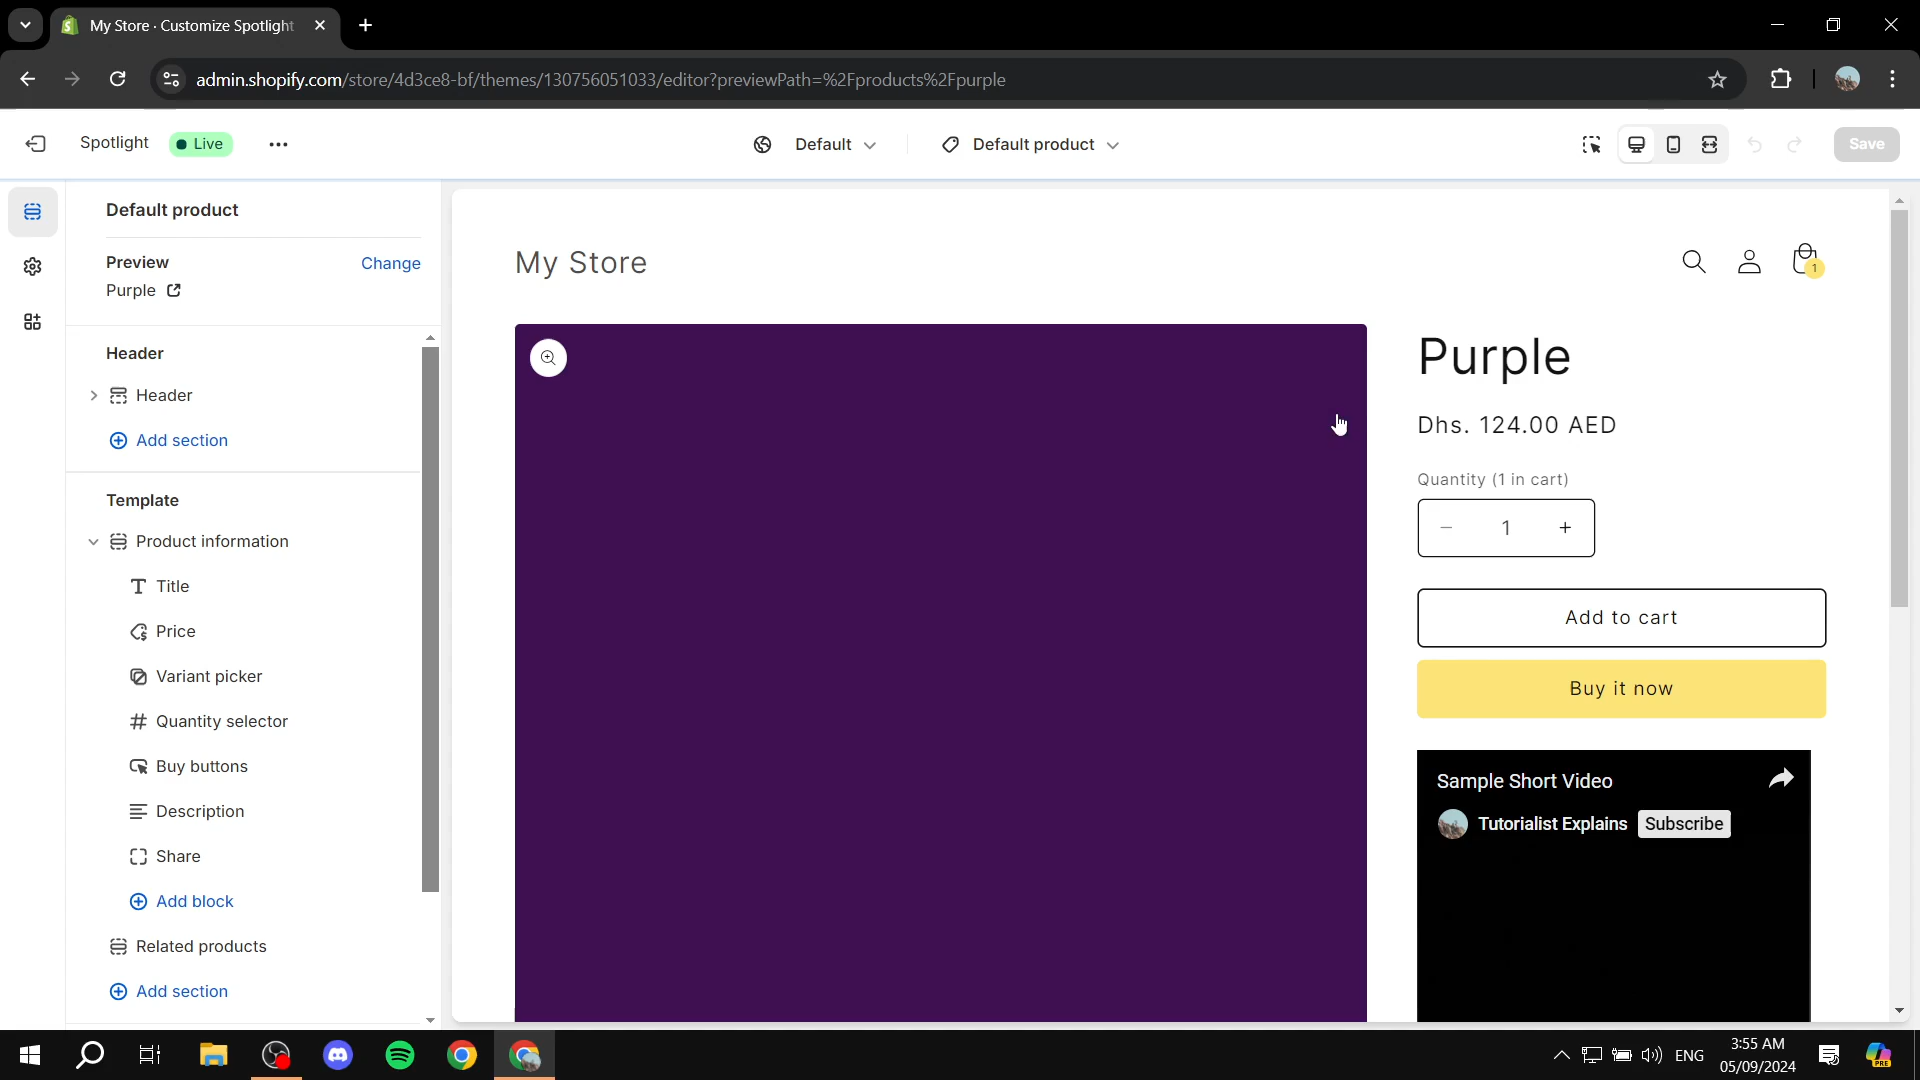 My Store · Customize Spotlight
admin.shopify.com/store/4d3ce8-bf/themes/130756051033/editor?previewPath=%2Fproducts%2Fpurple
Spotlight
Live
Default
Default product
Save
Default product
Preview
Change
Purple
Header
Header
Add section
Template
Product information
Title
Price
Variant picker
Quantity selector
Buy buttons
Description
Share
Add block
Related products
Add section
My Store
1
Purple
Dhs. 124.00 AED
Quantity (1 in cart)
− 1 +
Add to cart
Buy it now
Sample Short Video
Tutorialist Explains
Subscribe
ENG
3:55 AM
05/09/2024
PRE